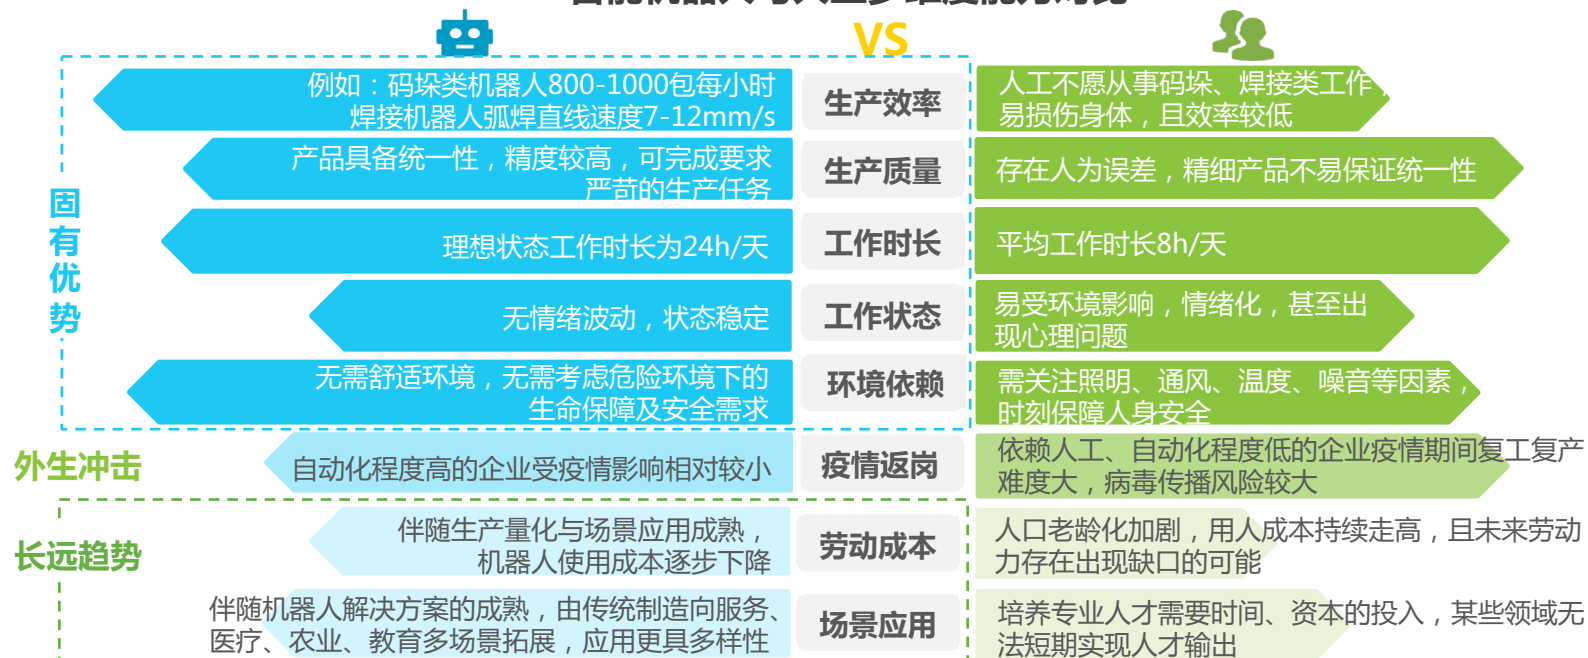 VS
例如：码垛类机器人800-1000包每小时
焊接机器人弧焊直线速度7-12mm/s
生产效率
人工不愿从事码垛、焊接类工作，
易损伤身体，且效率较低
产品具备统一性，精度较高，可完成要求
严苛的生产任务
生产质量
存在人为误差，精细产品不易保证统一性
固有优势
理想状态工作时长为24h/天
工作时长
平均工作时长8h/天
无情绪波动，状态稳定
工作状态
易受环境影响，情绪化，甚至出
现心理问题
无需舒适环境，无需考虑危险环境下的
生命保障及安全需求
环境依赖
需关注照明、通风、温度、噪音等因素，
时刻保障人身安全
外生冲击
自动化程度高的企业受疫情影响相对较小
疫情返岗
依赖人工、自动化程度低的企业疫情期间复工复产
难度大，病毒传播风险较大
长远趋势
伴随生产量化与场景应用成熟，
机器人使用成本逐步下降
劳动成本
人口老龄化加剧，用人成本持续走高，且未来劳动
力存在出现缺口的可能
伴随机器人解决方案的成熟，由传统制造向服务、
医疗、农业、教育多场景拓展，应用更具多样性
场景应用
培养专业人才需要时间、资本的投入，某些领域无
法短期实现人才输出